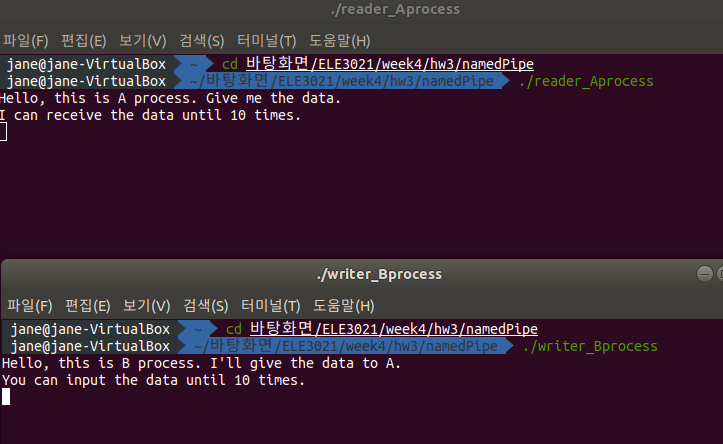 ./reader_Aprocess
파일(F) 편집(E) 보기(V) 검색(S) 터미널(T) 도움말(H)
jane@jane-VirtualBox ~ cd 바탕화면/ELE3021/week4/hw3/namedPipe
jane@jane-VirtualBox ~/바탕화면/ELE3021/week4/hw3/namedPipe ./reader_Aprocess
Hello, this is A process. Give me the data.
I can receive the data until 10 times.
./writer_Bprocess
파일(F) 편집(E) 보기(V) 검색(S) 터미널(T) 도움말(H)
jane@jane-VirtualBox ~ cd 바탕화면/ELE3021/week4/hw3/namedPipe
jane@jane-VirtualBox ~/바탕화면/ELE3021/week4/hw3/namedPipe ./writer_Bprocess
Hello, this is B process. I'll give the data to A.
You can input the data until 10 times.